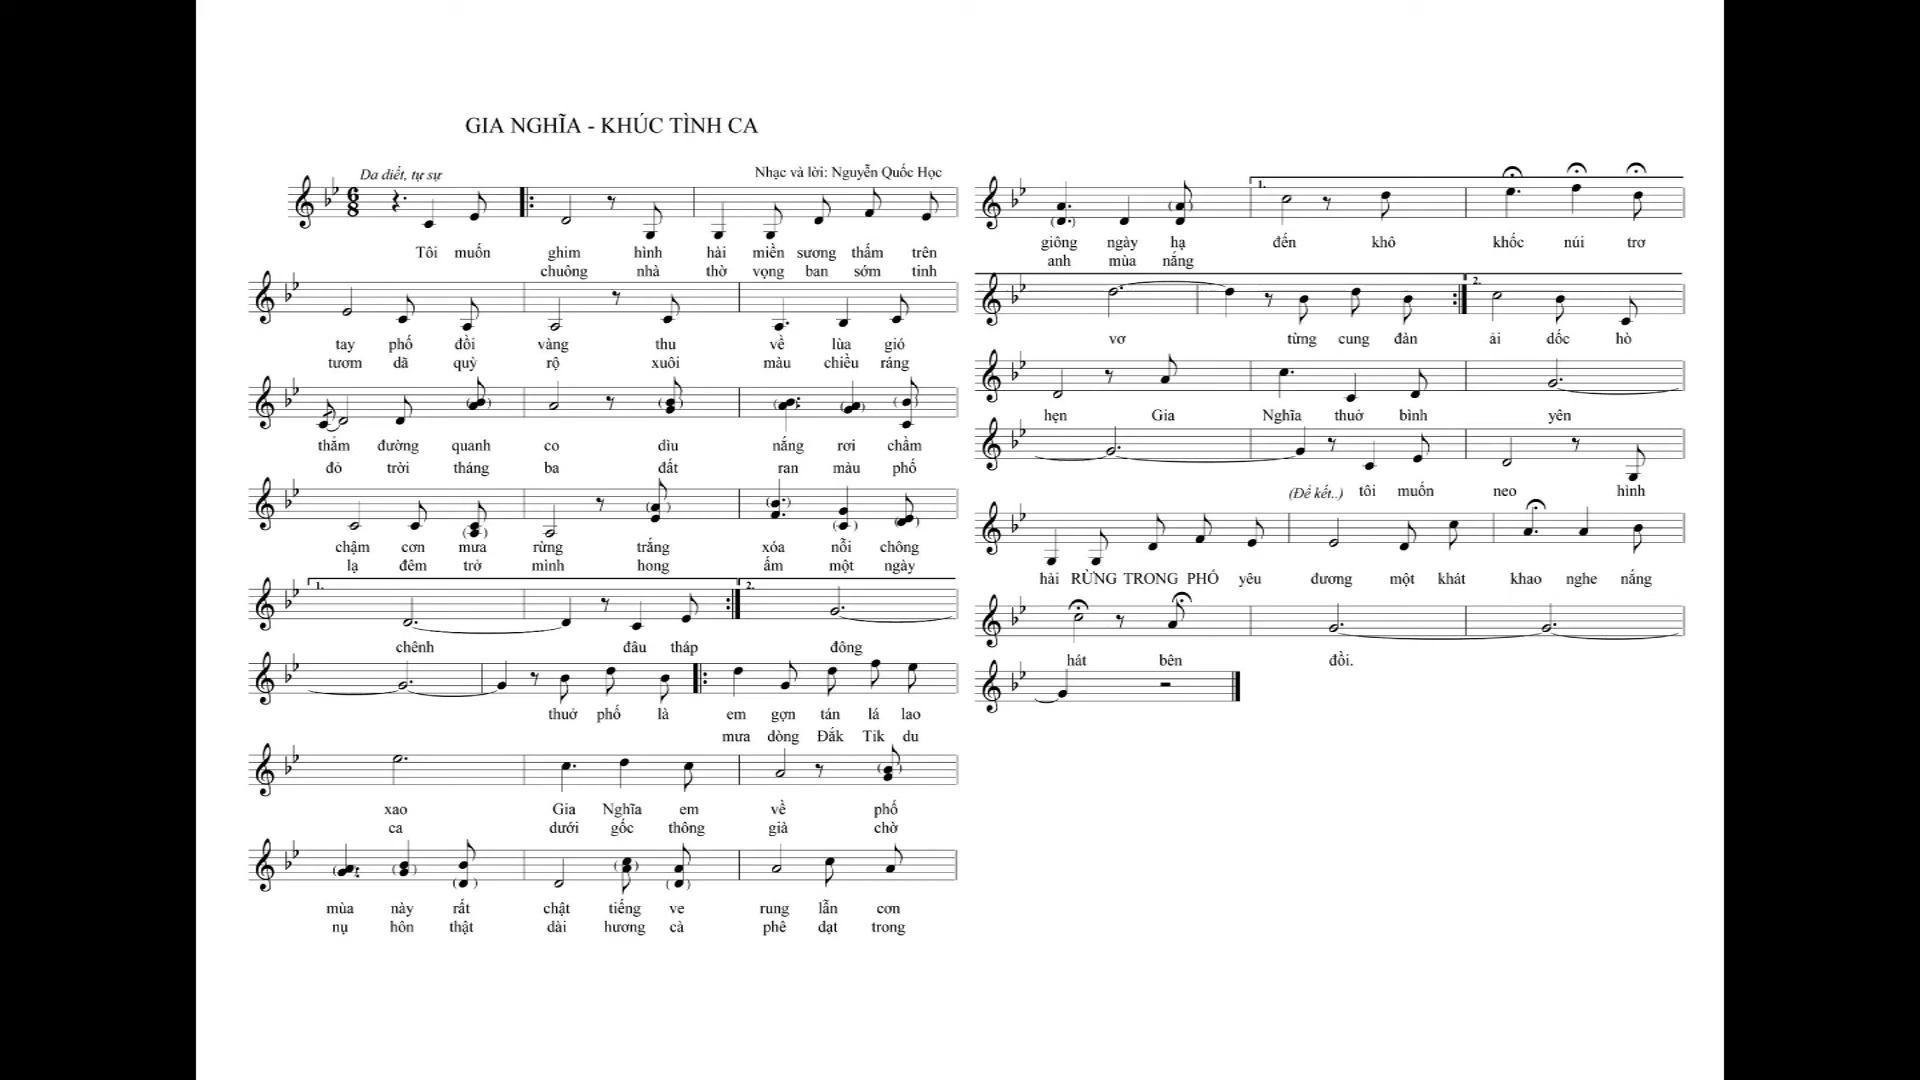 GIA NGHĨA - KHÚC TÌNH CA
Da diết, tự sự
Nhạc và lời: Nguyễn Quốc Học
6
8
Tôi muốn ghim hình hài miền sương thấm trên
chuông nhà thờ vọng ban sớm tinh
tay phố đồi vàng thu về lùa gió
tươm dã quỳ rộ xuôi màu chiều ráng
thẳm đường quanh co dìu nắng rơi chầm
đỏ trời tháng ba đất ran màu phố
chậm cơn mưa rừng trắng xóa nỗi chông
lạ đêm trở mình hong ấm một ngày
1.
2.
chênh đâu tháp đông
thuở phố là em gợn tán lá lao
mưa dòng Đắk Tik du
xao Gia Nghĩa em về phố
ca dưới gốc thông già chờ
mùa này rất chật tiếng ve rung lẫn cơn
nụ hôn thật dài hương cà phê dạt trong
1.
giông ngày hạ đến khô khốc núi trơ
anh mùa nắng
2.
vơ từng cung đàn ải dốc hò
hẹn Gia Nghĩa thuở bình yên
(Để kết..) tôi muốn neo hình
hài RỪNG TRONG PHỐ yêu đương một khát khao nghe nắng
hát bên đồi.